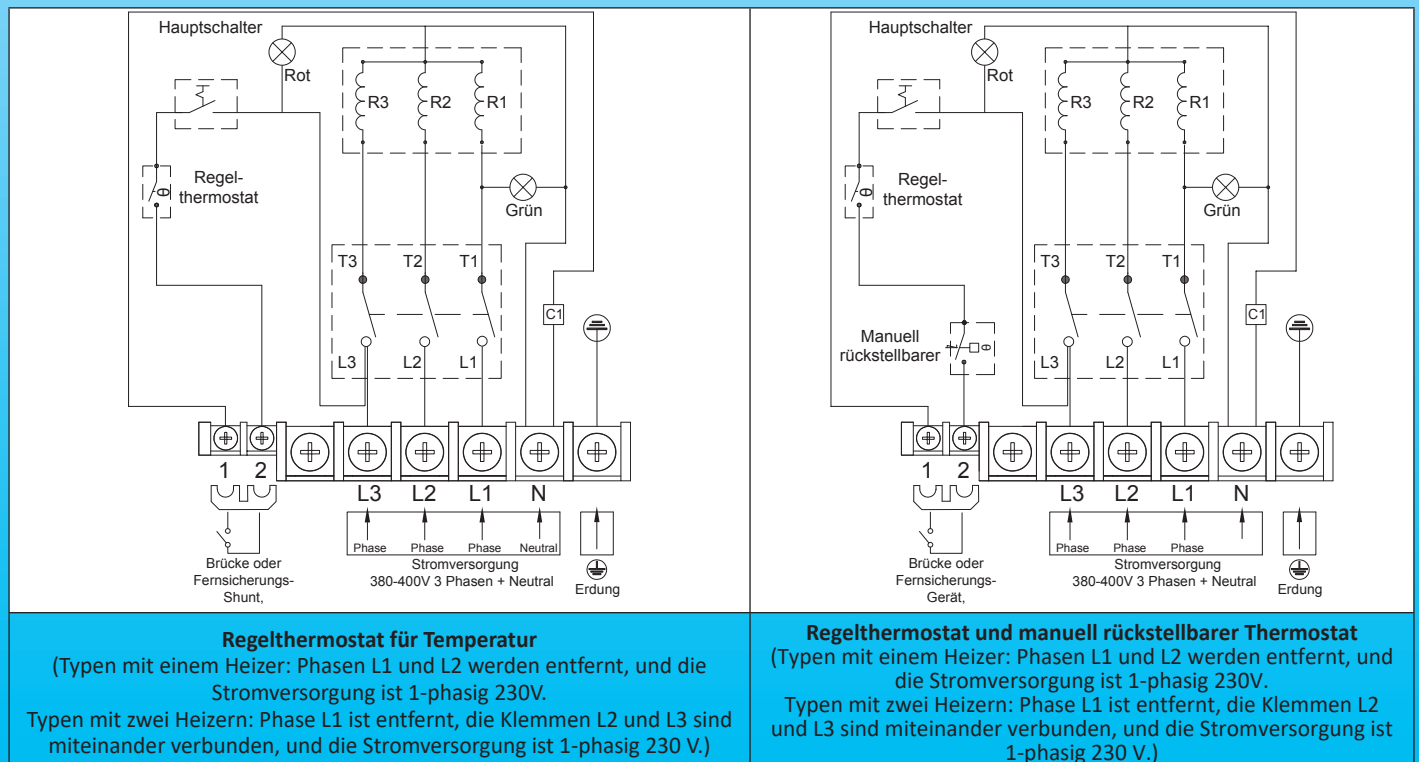 Hauptschalter
Rot
R3
R2
R1
Regel-
thermostat
θ
Grün
T3
T2
T1
C1
L3
L2
L1
1
2
L3
L2
L1
N
Phase
Phase
Phase
Neutral
Brücke oder
Fernsicherungs-
Shunt,
Stromversorgung
380-400V 3 Phasen + Neutral
Erdung
Regelthermostat für Temperatur
(Typen mit einem Heizer: Phasen L1 und L2 werden entfernt, und die
Stromversorgung ist 1-phasig 230V.
Typen mit zwei Heizern: Phase L1 ist entfernt, die Klemmen L2 und L3 sind
miteinander verbunden, und die Stromversorgung ist 1-phasig 230 V.)
Hauptschalter
Rot
R3
R2
R1
Regel-
thermostat
θ
Grün
T3
T2
T1
C1
Manuell
rückstellbarer
θ
L3
L2
L1
1
2
L3
L2
L1
N
Phase
Phase
Phase
Brücke oder
Fernsicherungs-
Gerät,
Stromversorgung
380-400V 3 Phasen + Neutral
Erdung
Regelthermostat und manuell rückstellbarer Thermostat
(Typen mit einem Heizer: Phasen L1 und L2 werden entfernt, und
die Stromversorgung ist 1-phasig 230V.
Typen mit zwei Heizern: Phase L1 ist entfernt, die Klemmen L2
und L3 sind miteinander verbunden, und die Stromversorgung ist
1-phasig 230 V.)